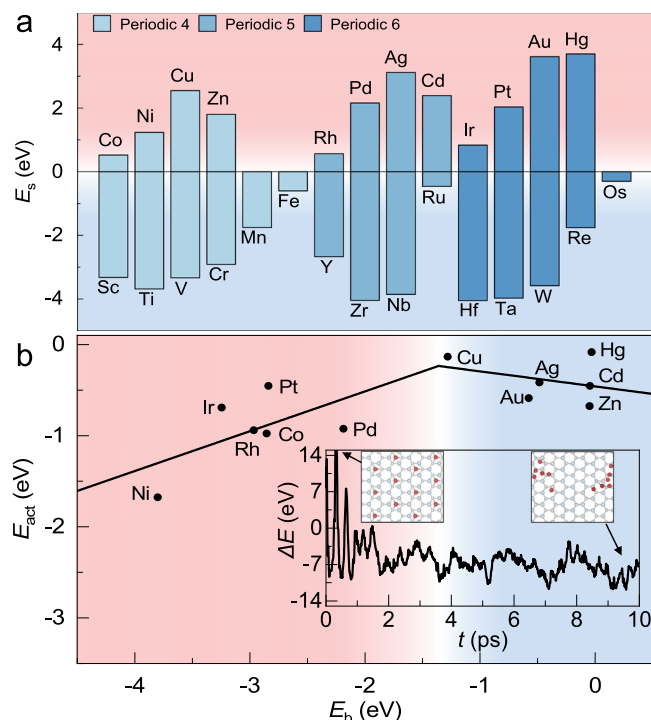 a
Periodic 4 Periodic 5 Periodic 6
Hg
Au
Ag
Cu
Pd
Cd
Pt
Zn
Ni
Rh
Ir
Co
4
2
0
-2
-4
E_s (eV)
Fe
Ru
Os
Mn
Y
Re
Cr
Sc
Ti
V
Zr
Nb
Hf
Ta
W
b
0
-1
-2
-3
E_act (eV)
Hg
Cu
Ag
Cd
Pt
Au
Zn
Ir
Rh
Co
Pd
Ni
14
7
0
-7
-14
ΔE (eV)
0 2 4 6 8 10
t (ps)
-4 -3 -2 -1 0
E_b (eV)